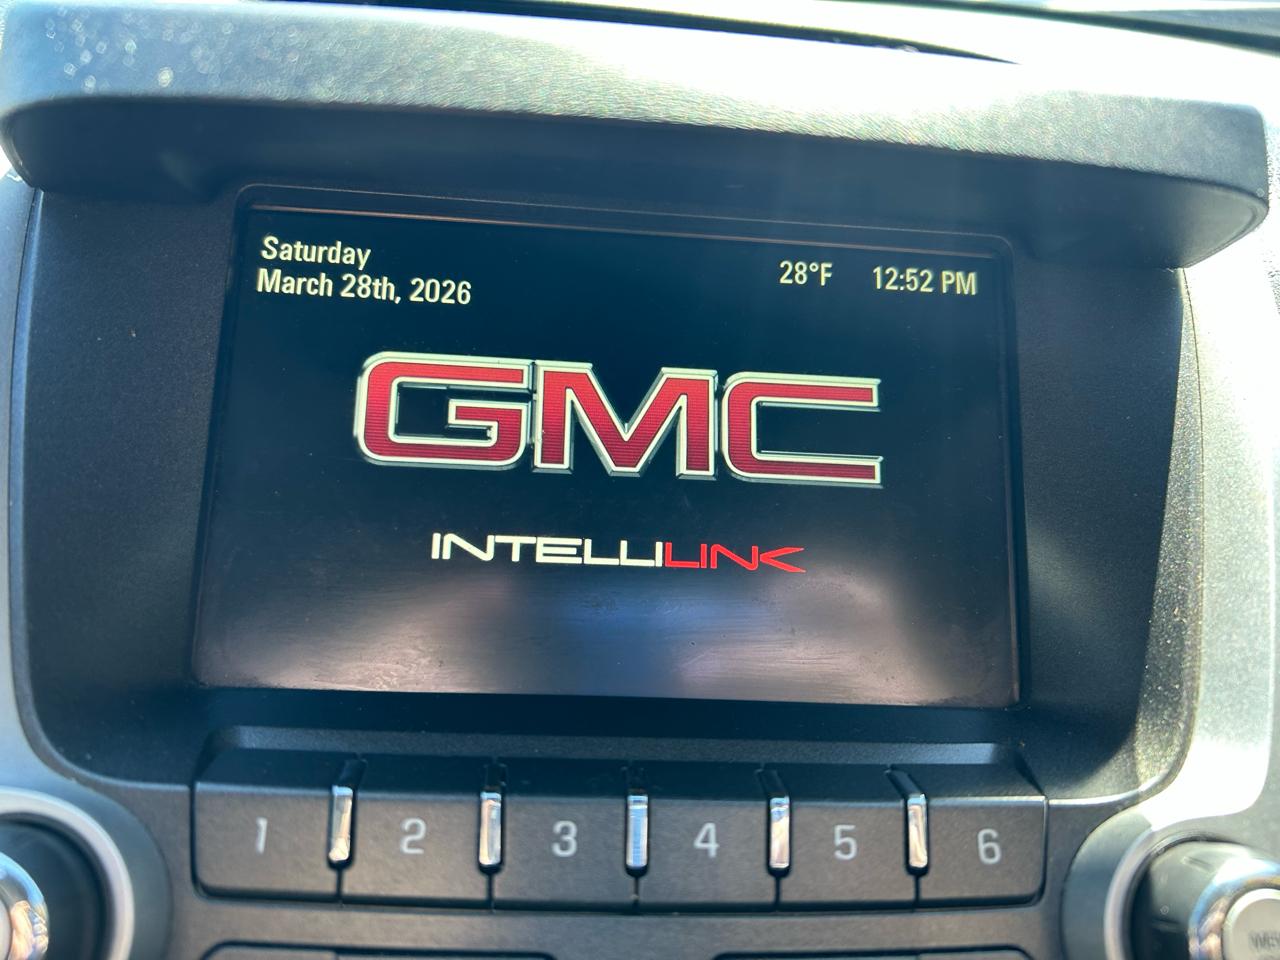 Saturday
March 28th, 2026
28°F 12:52 PM
GMC
INTELLILINK
1 2 3 4 5 6